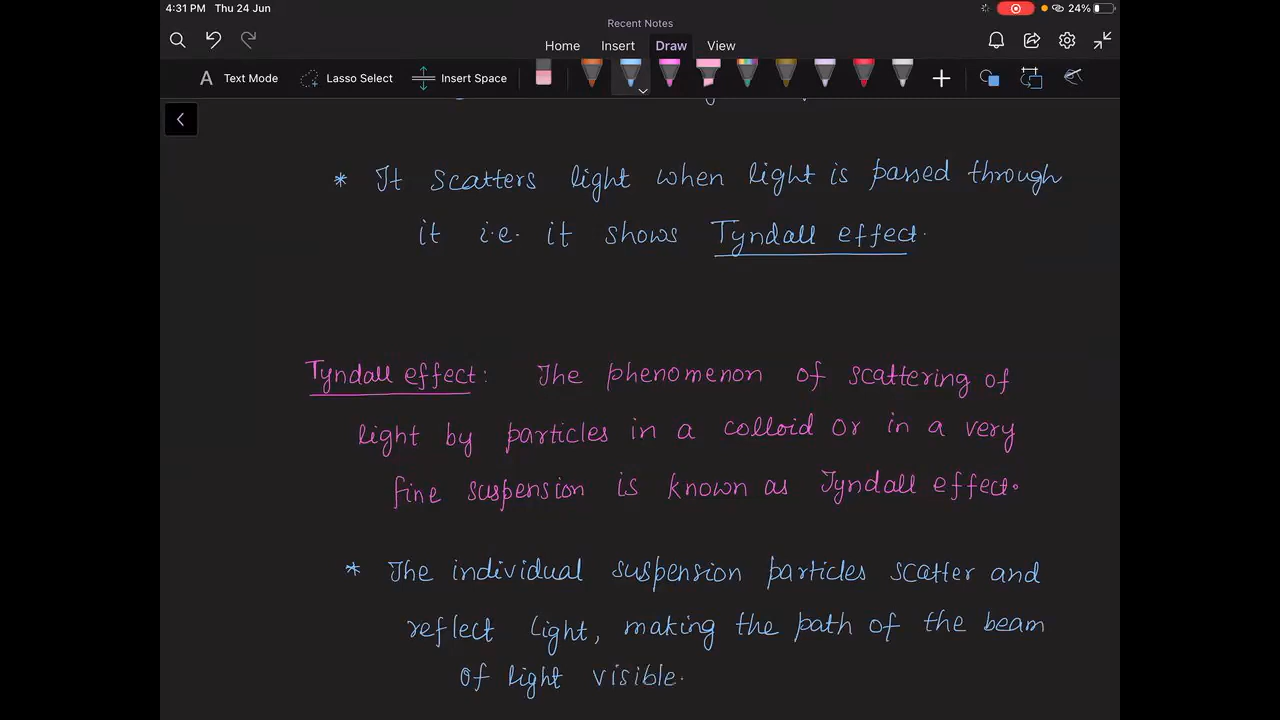 4:31 PM Thu 24 Jun
24%
Recent Notes
Home Insert Draw View
Text Mode Lasso Select Insert Space
* It scatters light when light is passed through
it i.e. it shows Tyndall effect.
Tyndall effect: The phenomenon of scattering of
light by particles in a colloid or in a very
fine suspension is known as Tyndall effect.
* The individual suspension particles scatter and
reflect light, making the path of the beam
of light visible.